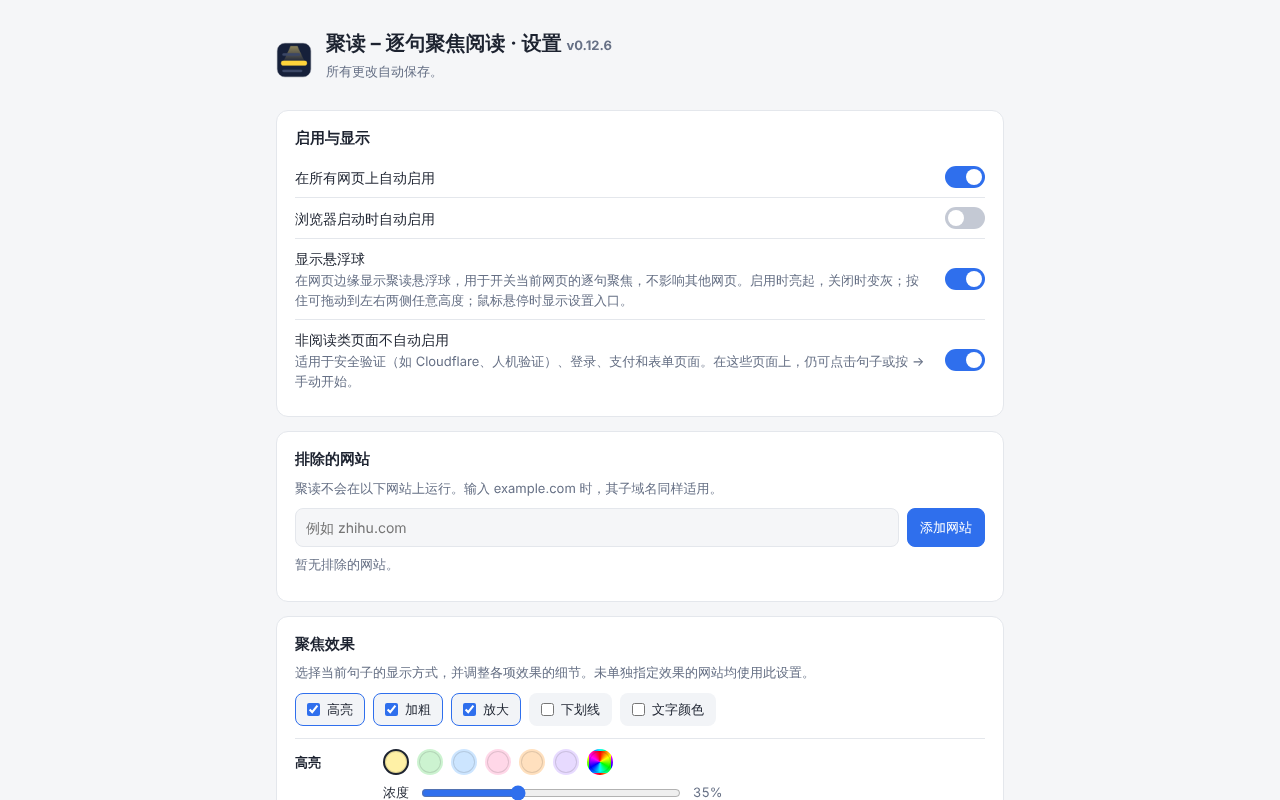 聚读 – 逐句聚焦阅读 · 设置 v0.12.6
所有更改自动保存。
启用与显示
在所有网页上自动启用
浏览器启动时自动启用
显示悬浮球
在网页边缘显示聚读悬浮球，用于开关当前网页的逐句聚焦，不影响其他网页。启用时亮起，关闭时变灰；按
住可拖动到左右两侧任意高度；鼠标悬停时显示设置入口。
非阅读类页面不自动启用
适用于安全验证（如 Cloudflare、人机验证）、登录、支付和表单页面。在这些页面上，仍可点击句子或按 →
手动开始。
排除的网站
聚读不会在以下网站上运行。输入 example.com 时，其子域名同样适用。
例如 zhihu.com
添加网站
暂无排除的网站。
聚焦效果
选择当前句子的显示方式，并调整各项效果的细节。未单独指定效果的网站均使用此设置。
高亮 加粗 放大 下划线 文字颜色
高亮
浓度 35%